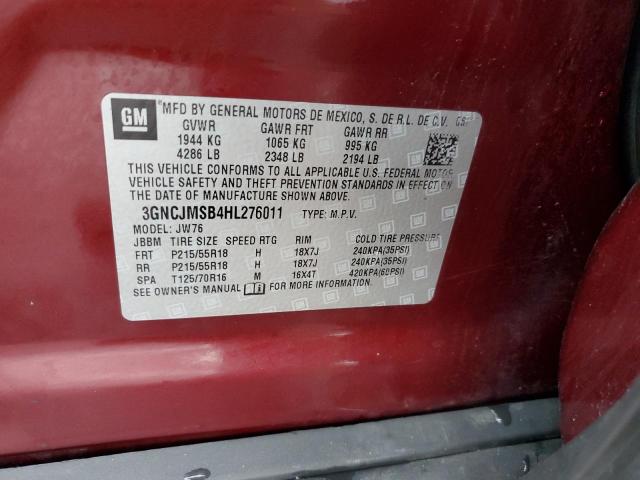 GM
MFD BY GENERAL MOTORS DE MEXICO, S. DE R.L. DE C.V.
GVWR GAWR FRT GAWR RR
1944 KG 1065 KG 995 KG
4286 LB 2348 LB 2194 LB
THIS VEHICLE CONFORMS TO ALL APPLICABLE U.S. FEDERAL MOTOR
VEHICLE SAFETY AND THEFT PREVENTION STANDARDS IN EFFECT ON
THE DATE OF MANUFACTURE SHOWN ABOVE.
3GNCJMSB4HL276011 TYPE: M.P.V.
MODEL: JW76
JBBM TIRE SIZE SPEED RTG RIM COLD TIRE PRESSURE
FRT P215/55R18 H 18X7J 240KPA(35PSI)
RR P215/55R18 H 18X7J 240KPA(35PSI)
SPA T125/70R16 M 16X4T 420KPA(60PSI)
SEE OWNER'S MANUAL FOR MORE INFORMATION.